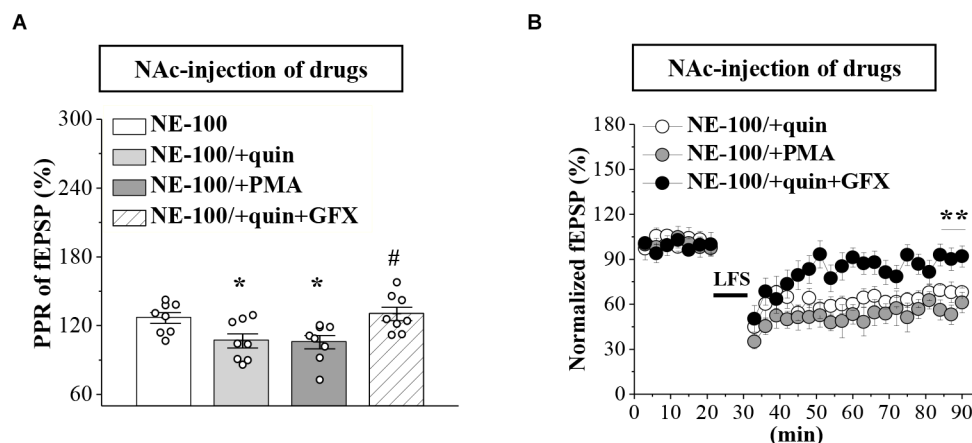 A
NAc-injection of drugs
PPR of fEPSP (%)
300
240
180
120
60
NE-100
NE-100/+quin
NE-100/+PMA
NE-100/+quin+GFX
*
*
#
B
NAc-injection of drugs
Normalized fEPSP (%)
180
150
120
90
60
30
0
NE-100/+quin
NE-100/+PMA
NE-100/+quin+GFX
**
LFS
0 10 20 30 40 50 60 70 80 90
(min)